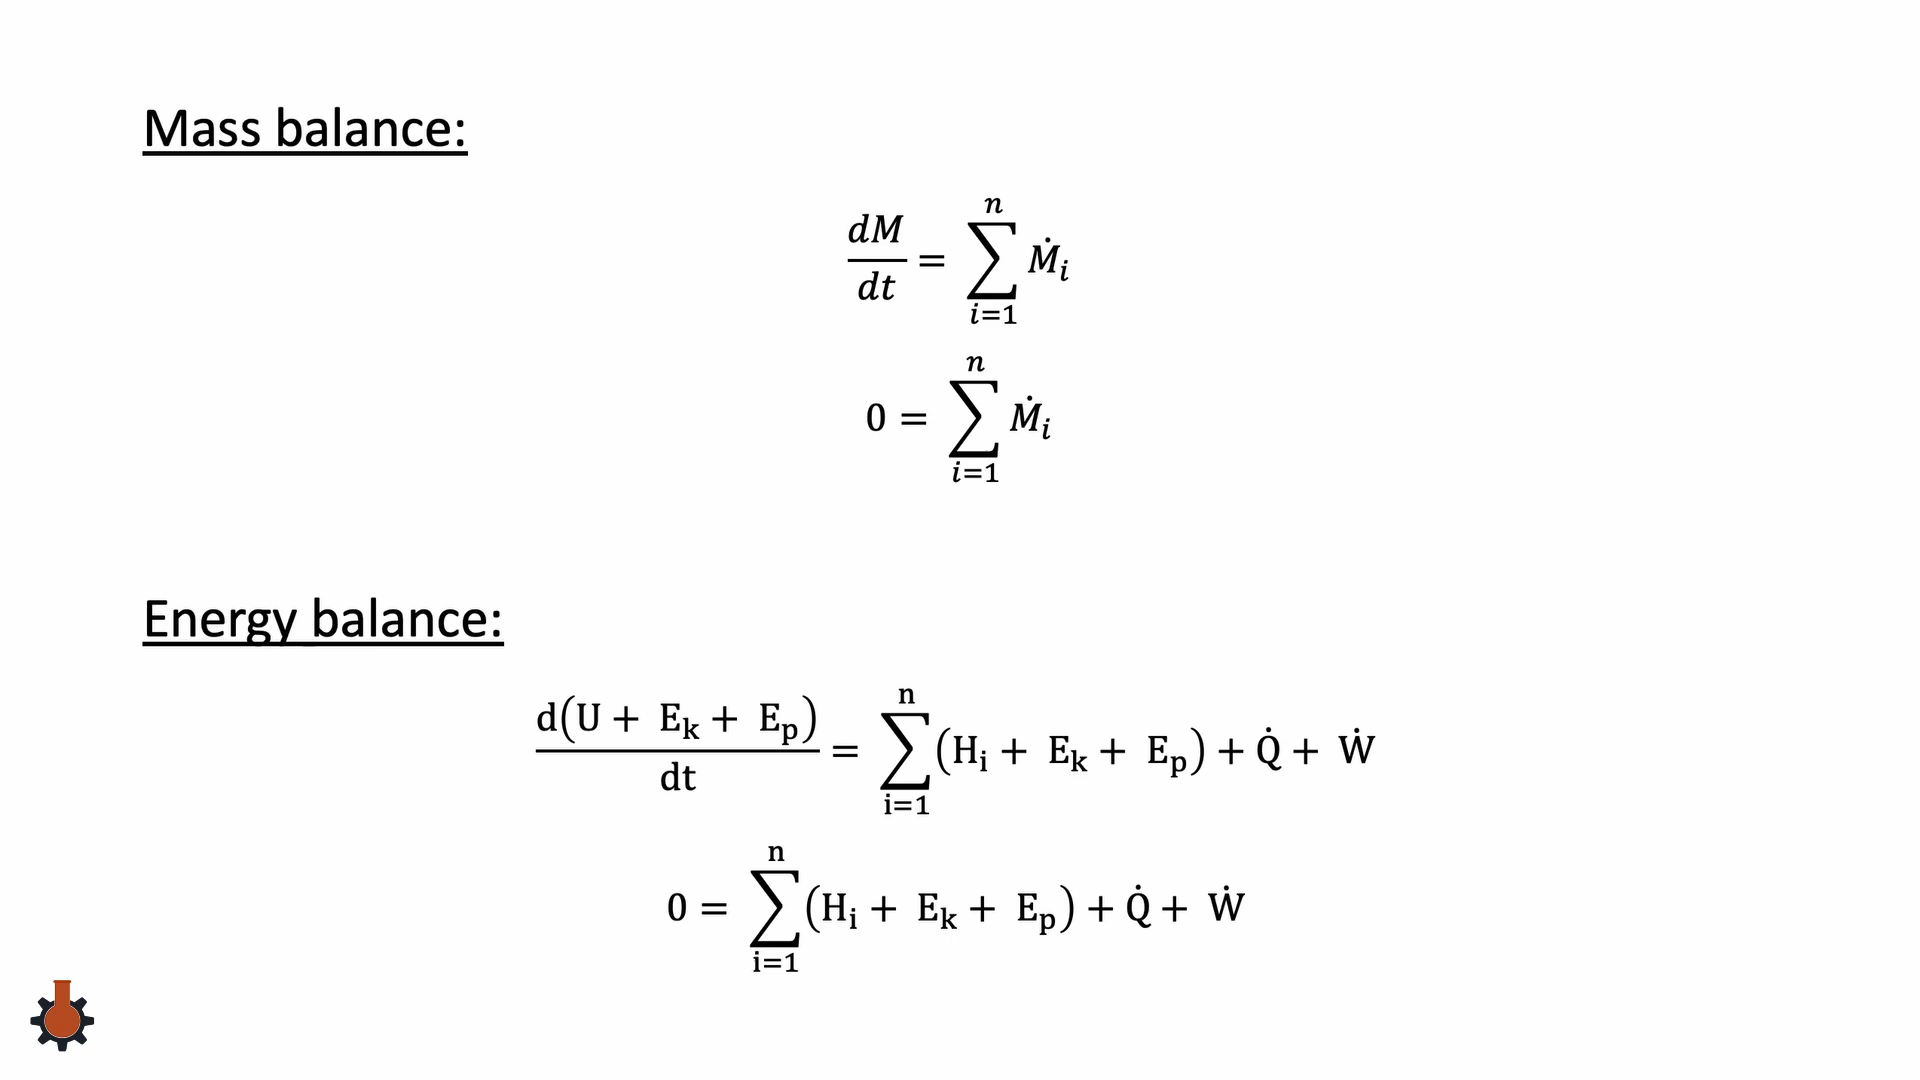 Mass balance:
dM/dt = ∑_{i=1}^{n} Ṁ_i
0 = ∑_{i=1}^{n} Ṁ_i
Energy balance:
d(U + E_k + E_p)/dt = ∑_{i=1}^{n} (H_i + E_k + E_p) + Q̇ + Ẇ
0 = ∑_{i=1}^{n} (H_i + E_k + E_p) + Q̇ + Ẇ